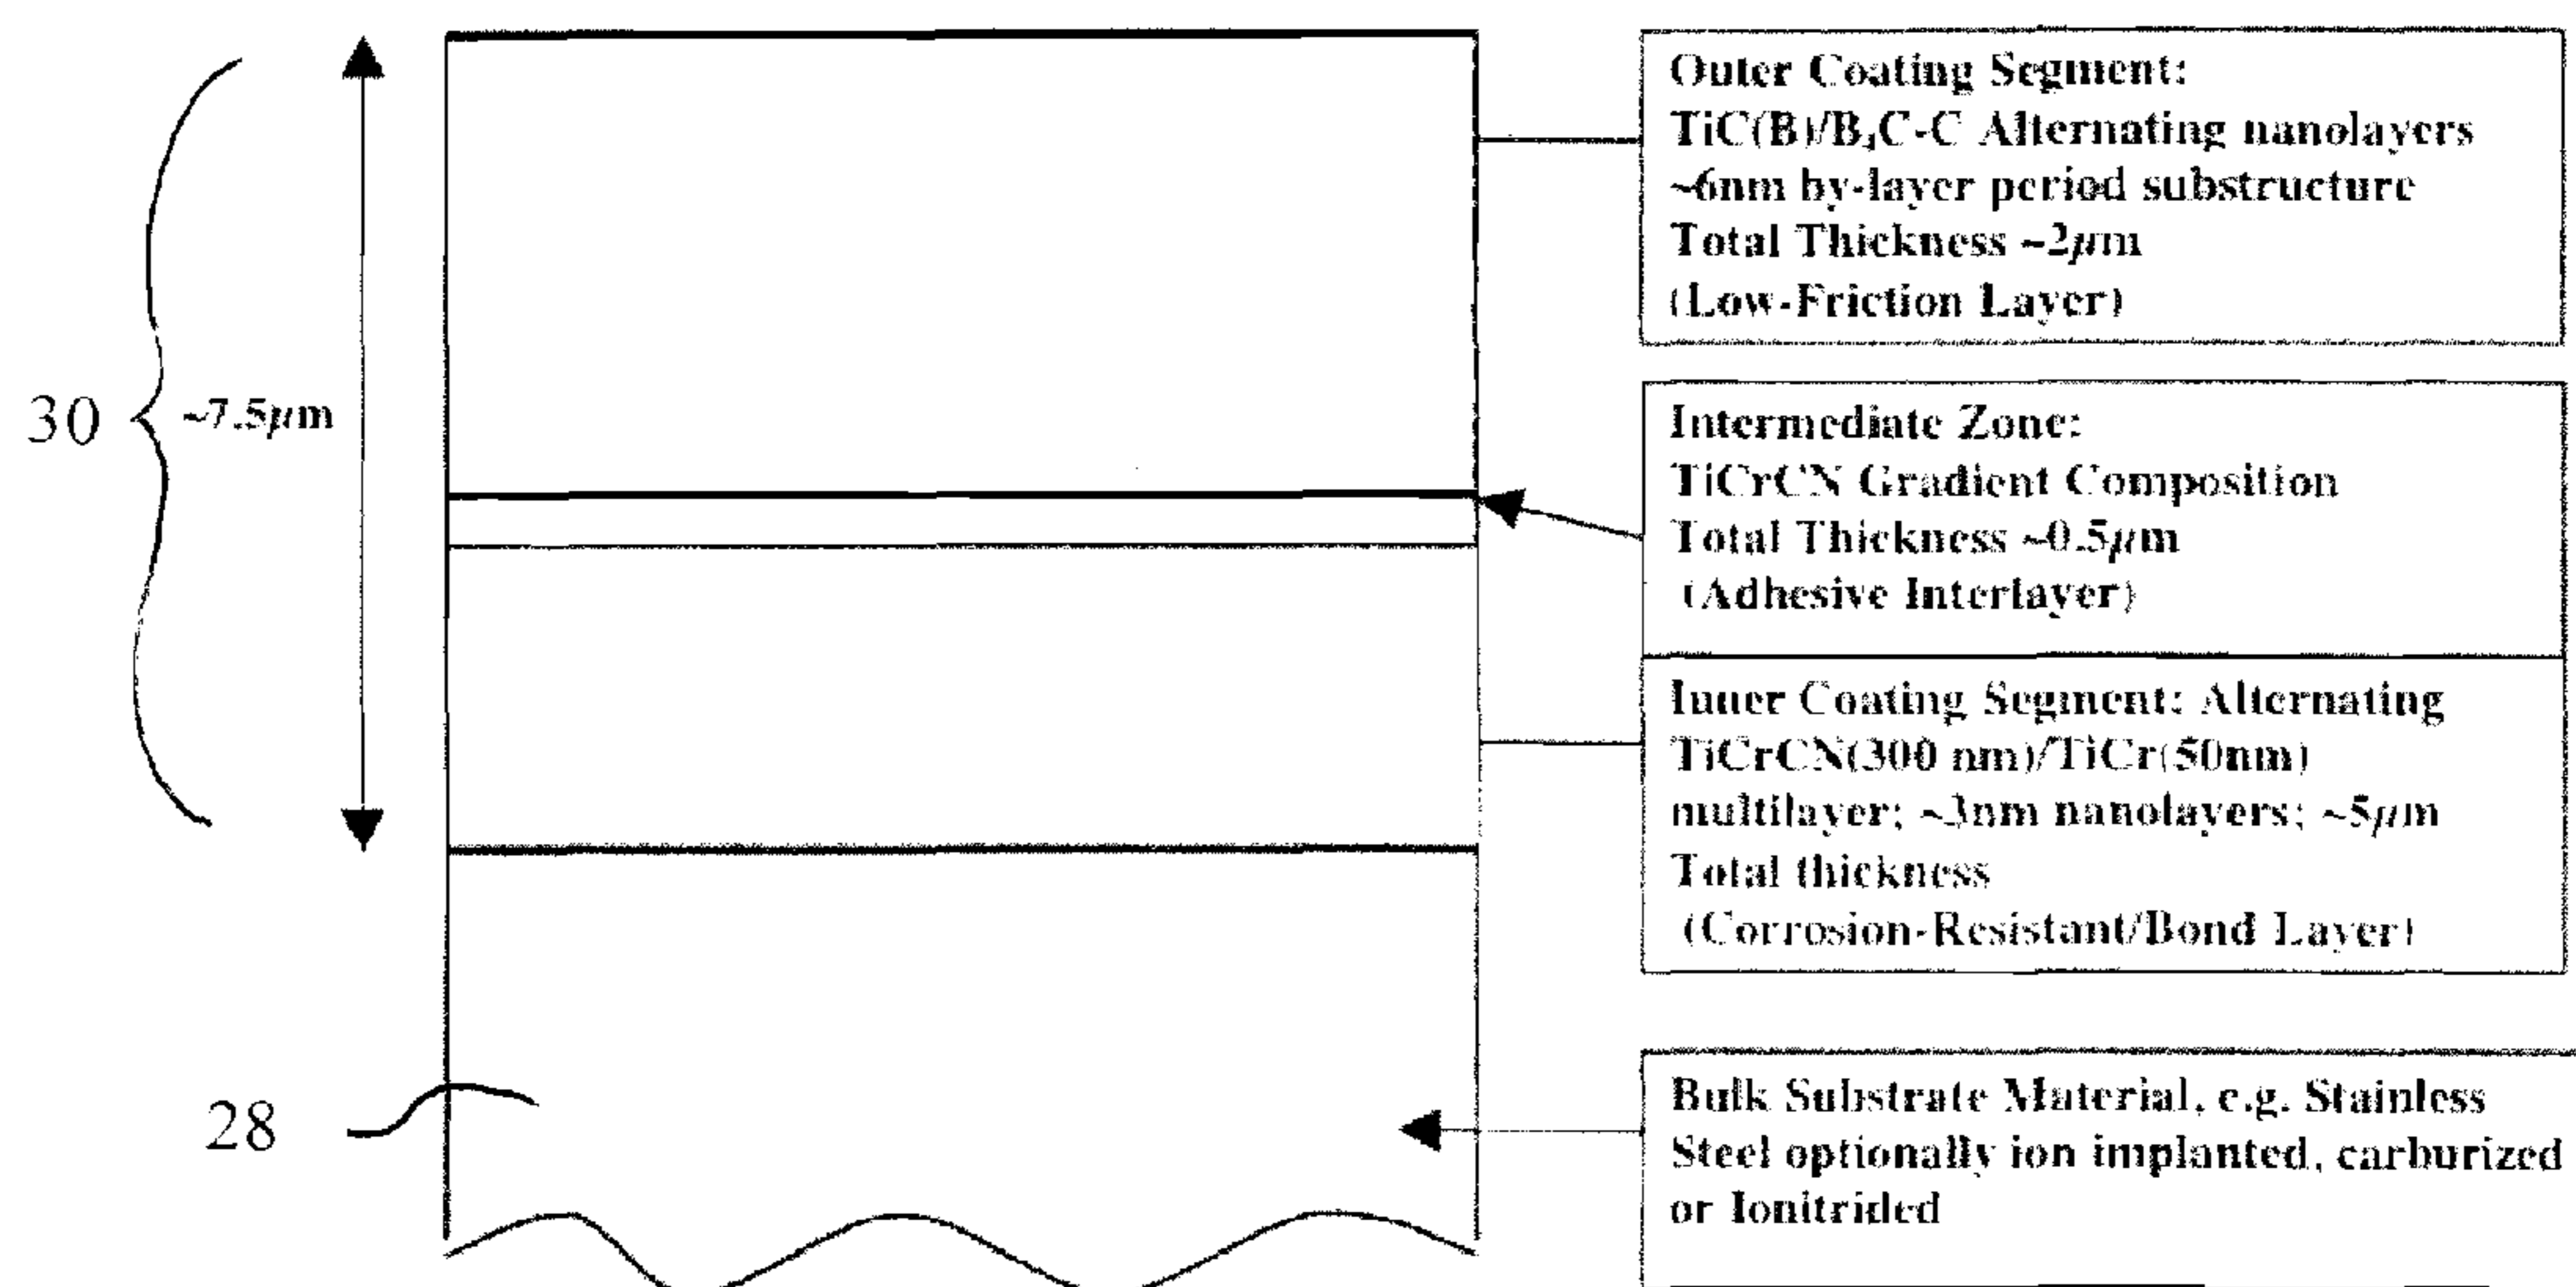 Outer Coating Segment:
TiC(B)/B₄C-C Alternating nanolayers
~6nm by-layer period substructure
Total Thickness ~2μm
(Low-Friction Layer)
30
~7.5μm
Intermediate Zone:
TiCrCN Gradient Composition
Total Thickness ~0.5μm
(Adhesive Interlayer)
Inner Coating Segment: Alternating
TiCrCN(300 nm)/TiCr(50nm)
multilayer; ~3nm nanolayers; ~5μm
Total thickness
(Corrosion-Resistant/Bond Layer)
28
Bulk Substrate Material, e.g. Stainless
Steel optionally ion implanted, carburized
or Ionitrided